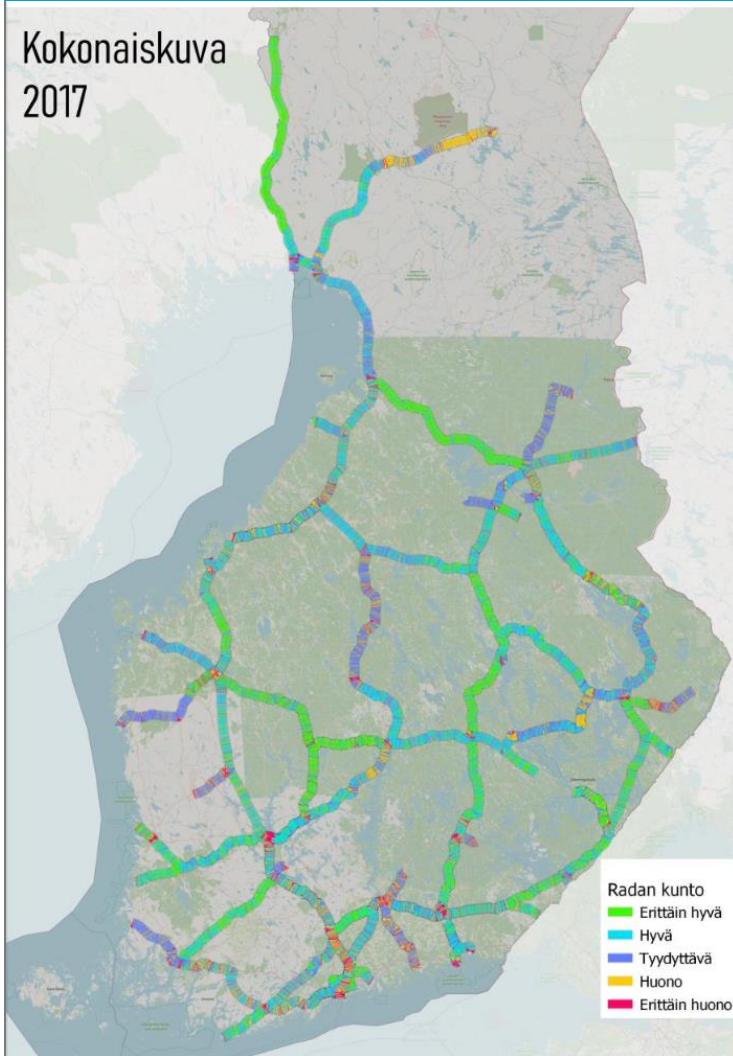 Kokonaiskuva
2017
Radan kunto
Erittäin hyvä
Hyvä
Tyydyttävä
Huono
Erittäin huono